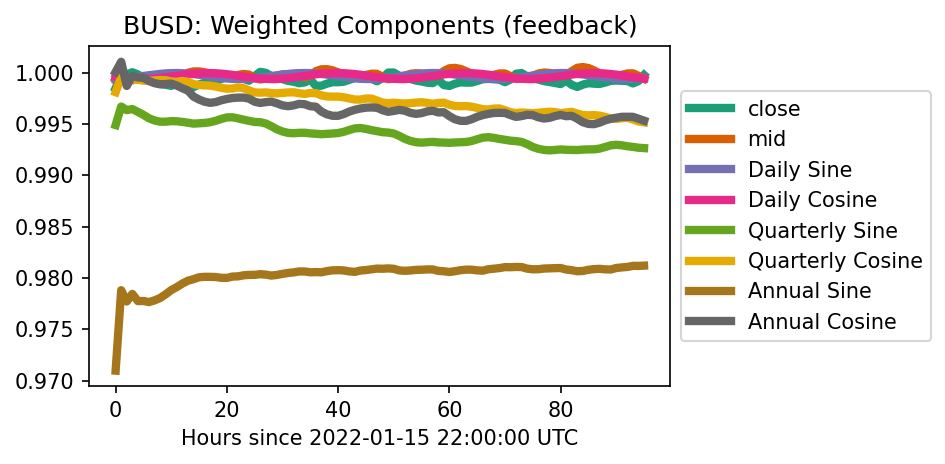 BUSD: Weighted Components (feedback)
1.000
0.995
0.990
0.985
0.980
0.975
0.970
0
20
40
60
80
Hours since 2022-01-15 22:00:00 UTC
close
mid
Daily Sine
Daily Cosine
Quarterly Sine
Quarterly Cosine
Annual Sine
Annual Cosine